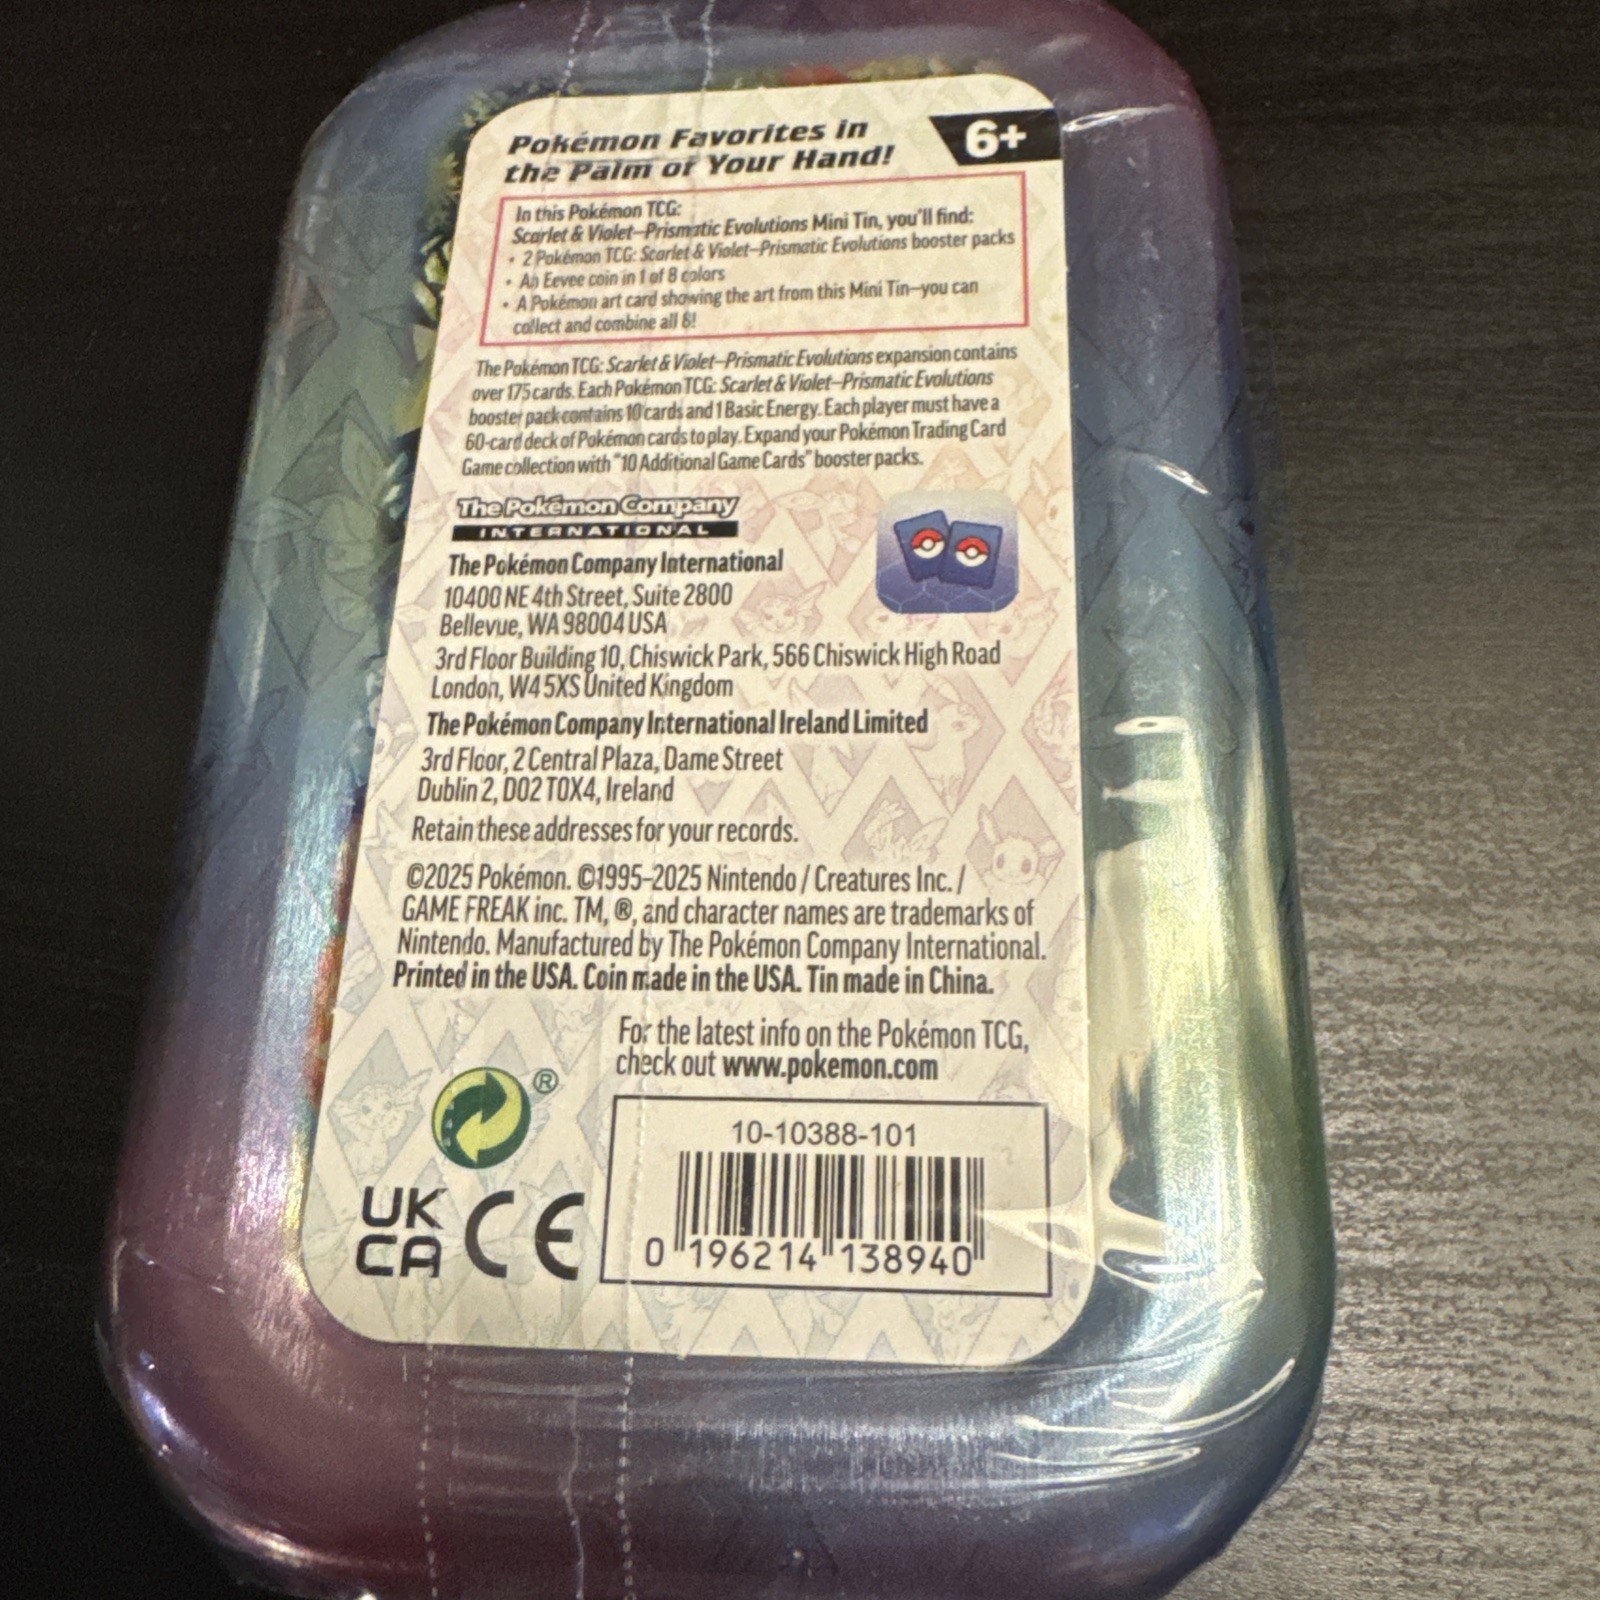 Pokémon Favorites in
the Palm of Your Hand!
6+
In this Pokémon TCG:
Scarlet & Violet—Prismatic Evolutions Mini Tin, you'll find:
• 2 Pokémon TCG: Scarlet & Violet—Prismatic Evolutions booster packs
• An Eevee coin in 1 of 8 colors
• A Pokémon art card showing the art from this Mini Tin—you can
collect and combine all 6!
The Pokémon TCG: Scarlet & Violet—Prismatic Evolutions expansion contains
over 175 cards. Each Pokémon TCG: Scarlet & Violet—Prismatic Evolutions
booster pack contains 10 cards and 1 Basic Energy. Each player must have a
60-card deck of Pokémon cards to play. Expand your Pokémon Trading Card
Game collection with "10 Additional Game Cards" booster packs.
The Pokémon Company
INTERNATIONAL
The Pokémon Company International
10400 NE 4th Street, Suite 2800
Bellevue, WA 98004 USA
3rd Floor Building 10, Chiswick Park, 566 Chiswick High Road
London, W4 5XS United Kingdom
The Pokémon Company International Ireland Limited
3rd Floor, 2 Central Plaza, Dame Street
Dublin 2, D02 T0X4, Ireland
Retain these addresses for your records.
©2025 Pokémon. ©1995–2025 Nintendo / Creatures Inc. /
GAME FREAK inc. TM, ®, and character names are trademarks of
Nintendo. Manufactured by The Pokémon Company International.
Printed in the USA. Coin made in the USA. Tin made in China.
For the latest info on the Pokémon TCG,
check out www.pokemon.com
®
UK
CA
CE
10-10388-101
0 196214 138940